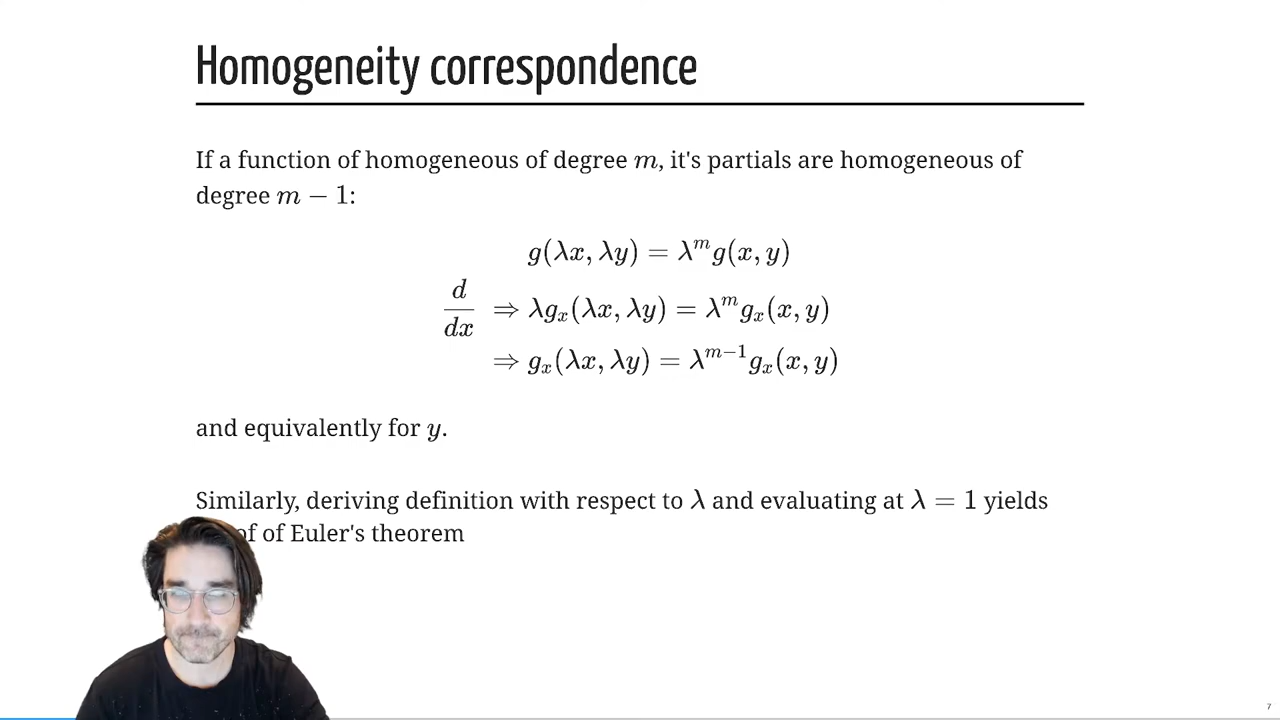 Homogeneity correspondence
If a function of homogeneous of degree m, it's partials are homogeneous of
degree m − 1:
g(λx, λy) = λ^m g(x, y)
d/dx ⇒ λg_x(λx, λy) = λ^m g_x(x, y)
⇒ g_x(λx, λy) = λ^{m−1} g_x(x, y)
and equivalently for y.
Similarly, deriving definition with respect to λ and evaluating at λ = 1 yields
of Euler's theorem
7